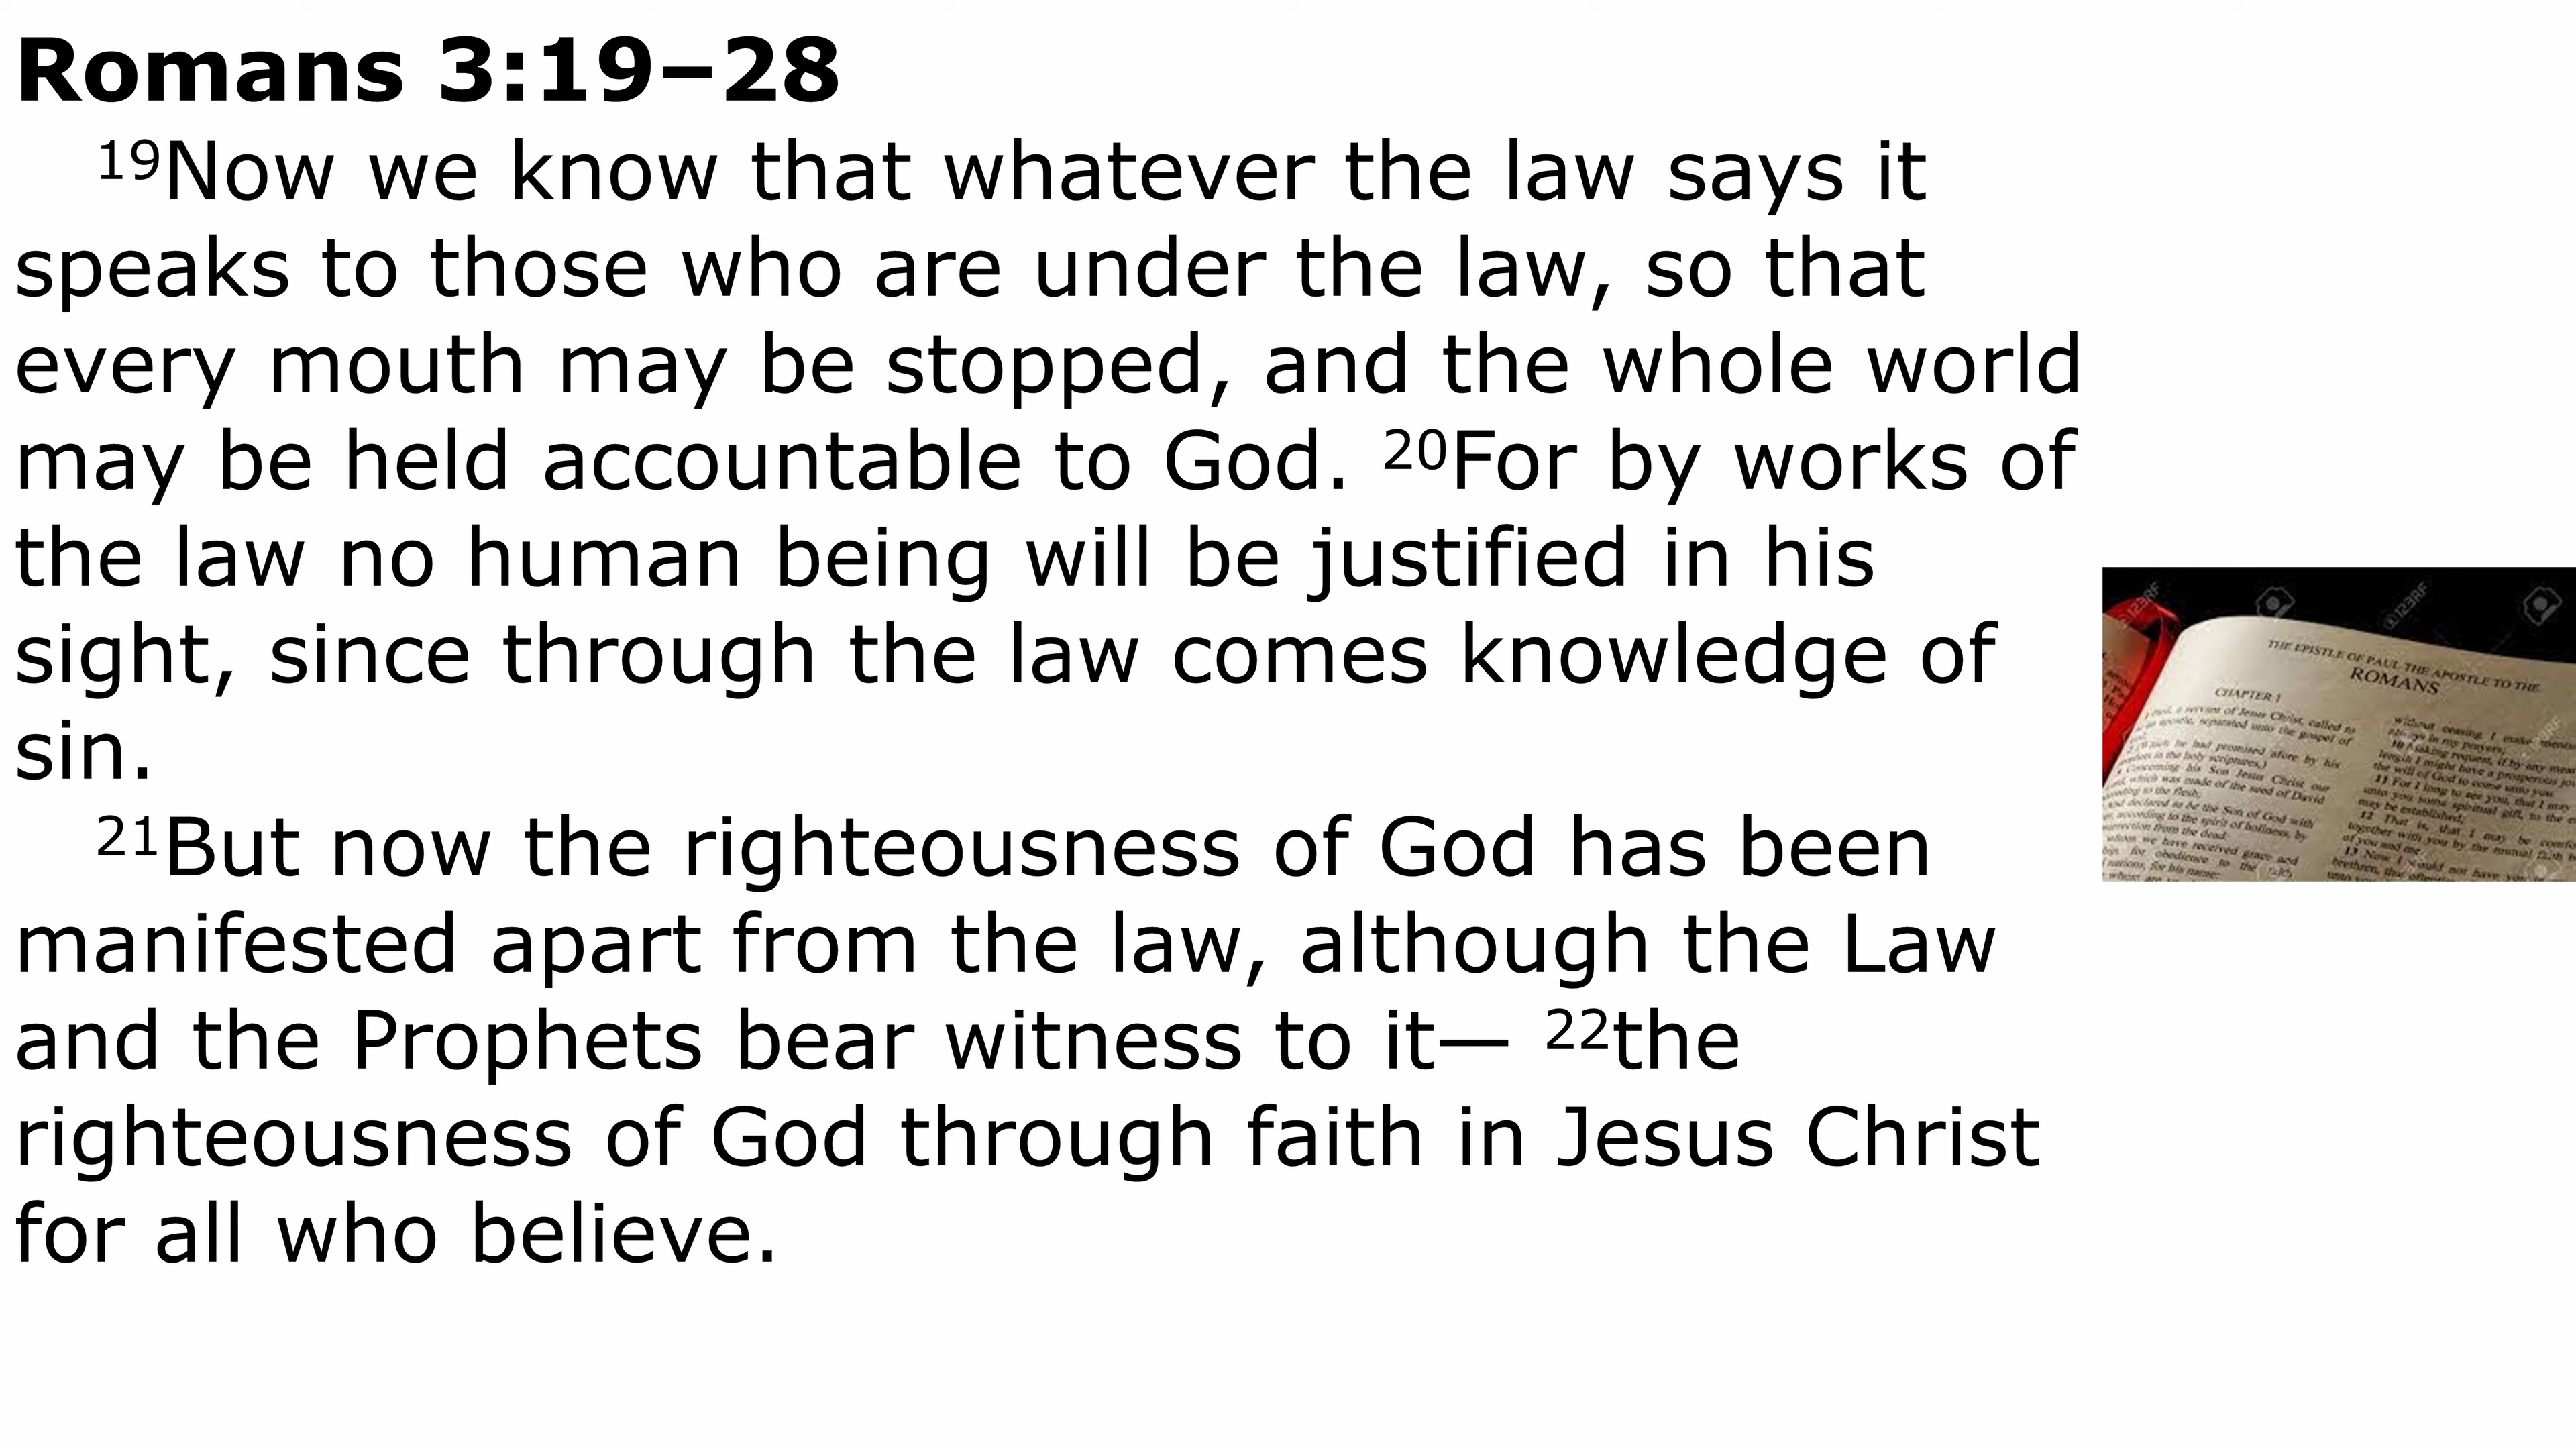 Romans 3:19–28
19Now we know that whatever the law says it
speaks to those who are under the law, so that
every mouth may be stopped, and the whole world
may be held accountable to God. 20For by works of
the law no human being will be justified in his
sight, since through the law comes knowledge of
sin.
21But now the righteousness of God has been
manifested apart from the law, although the Law
and the Prophets bear witness to it— 22the
righteousness of God through faith in Jesus Christ
for all who believe.
THE EPISTLE OF PAUL THE APOSTLE TO THE
ROMANS
CHAPTER 1